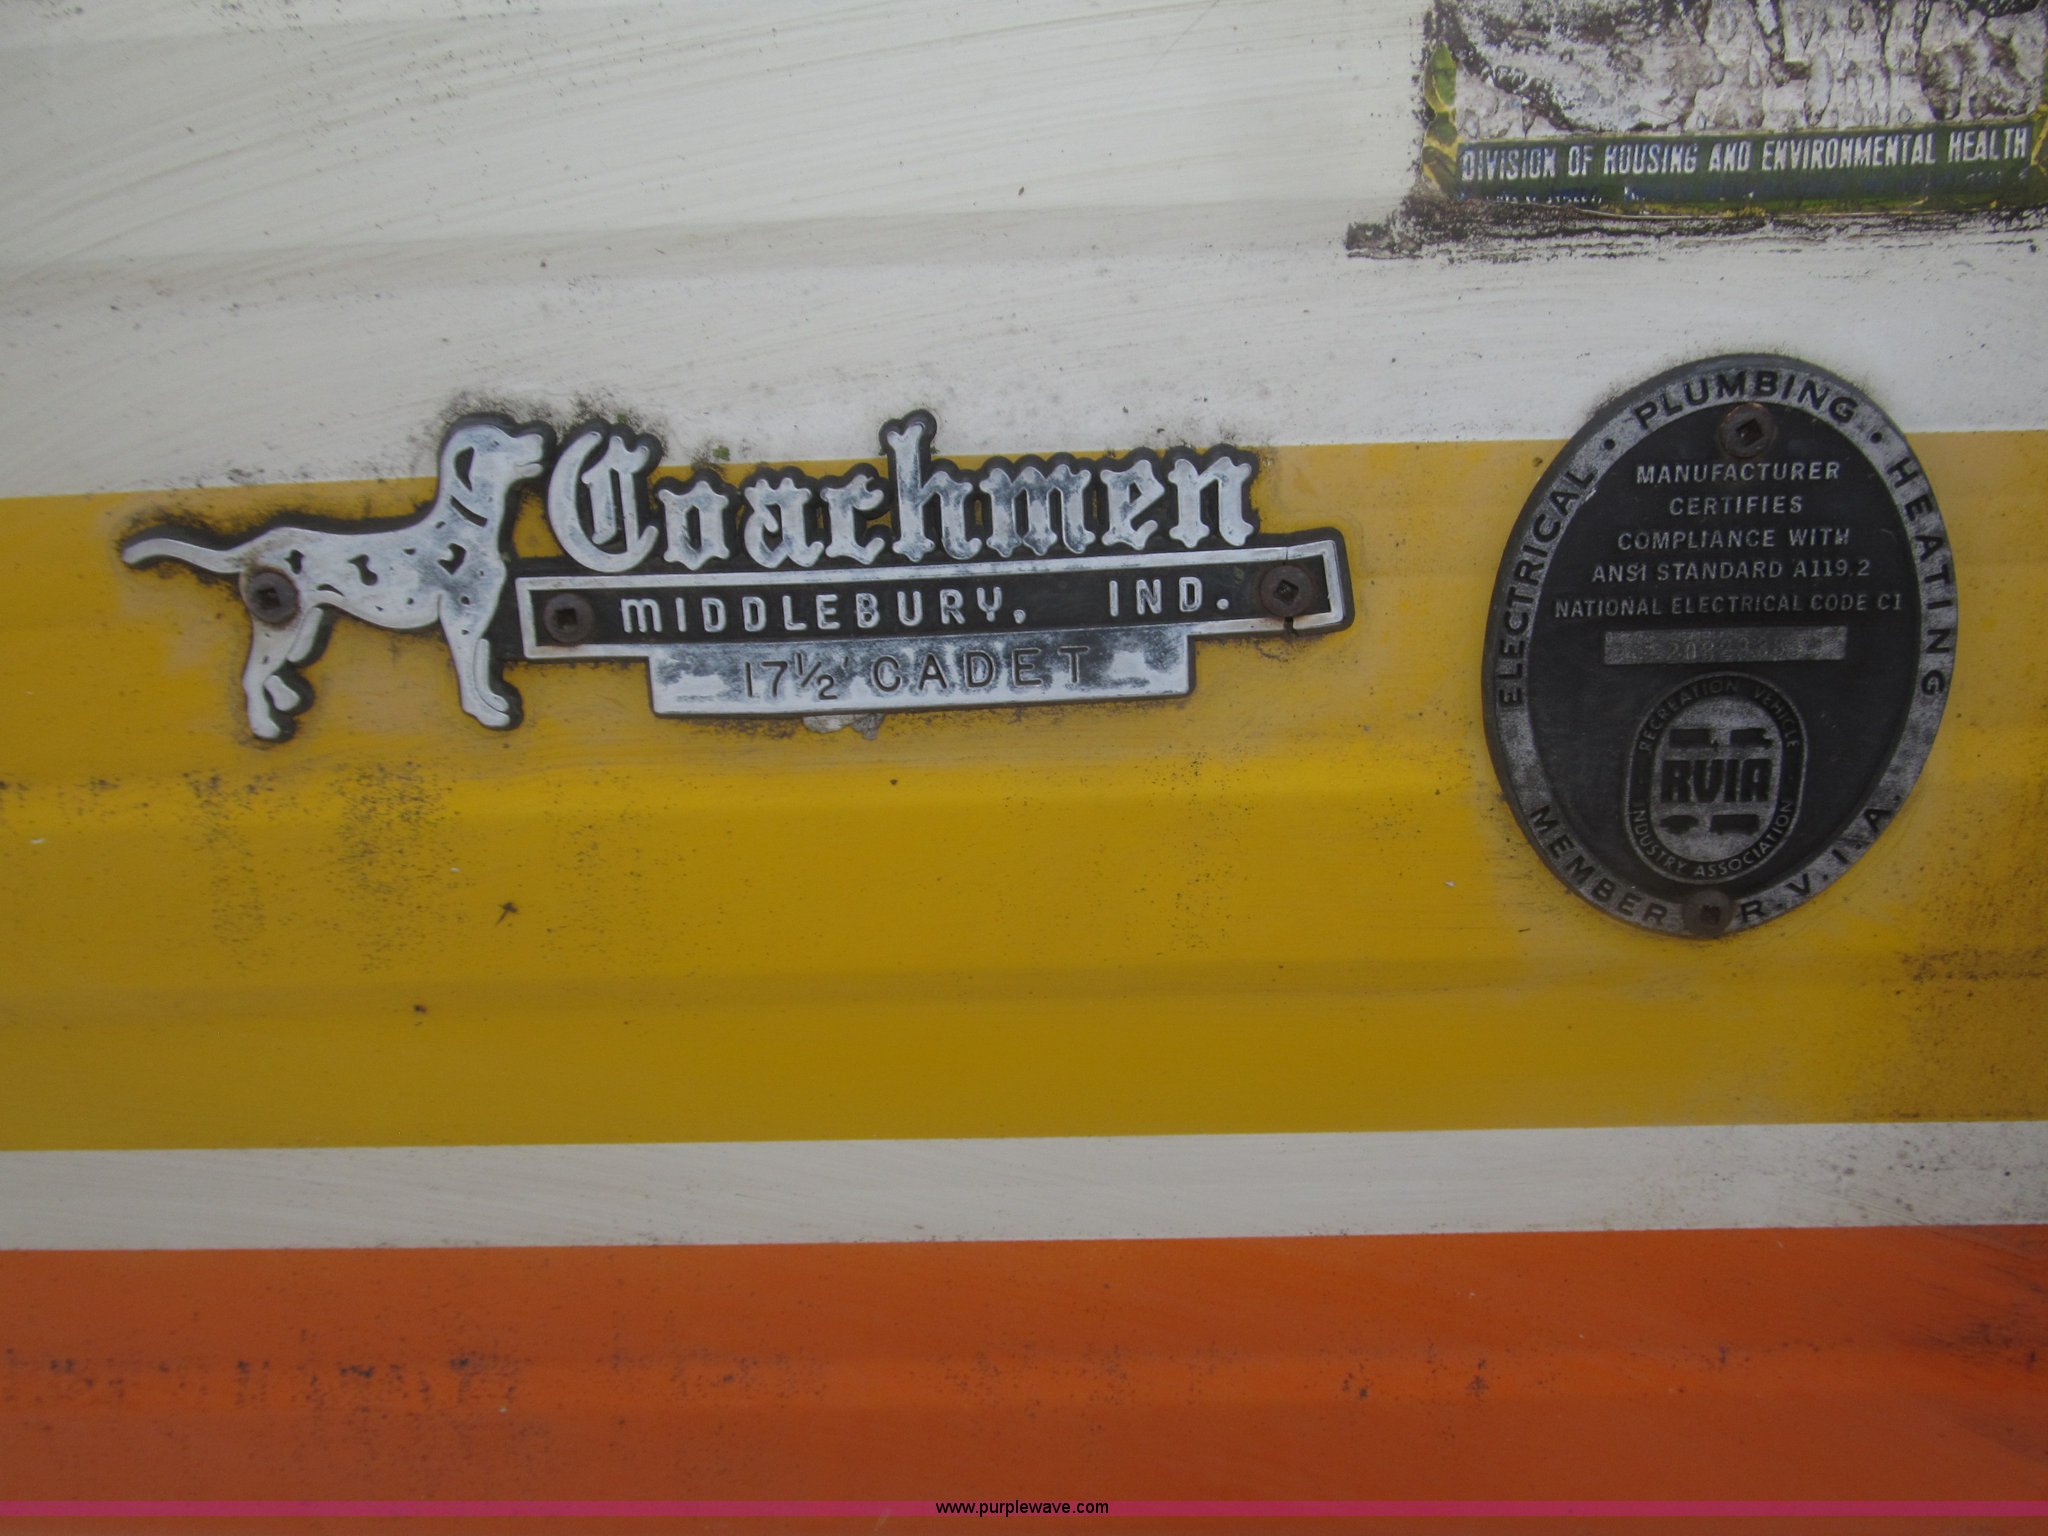 DIVISION OF HOUSING AND ENVIRONMENTAL HEALTH
Coachmen
MIDDLEBURY, IND.
17½' CADET
ELECTRICAL • PLUMBING • HEATING
MANUFACTURER
CERTIFIES
COMPLIANCE WITH
ANSI STANDARD A119.2
NATIONAL ELECTRICAL CODE C1
RECREATION VEHICLE
RVIA
INDUSTRY ASSOCIATION
MEMBER R.V.I.A.
www.purplewave.com